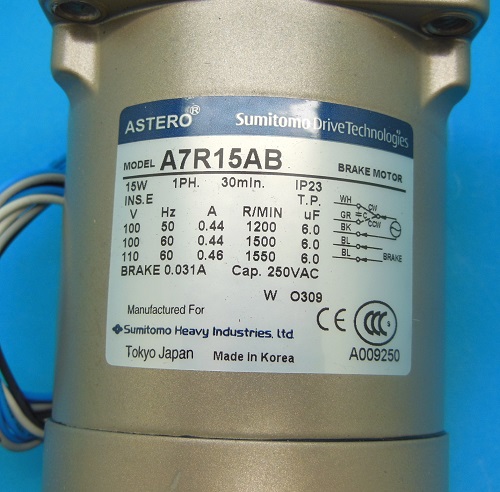 ASTERO® Sumitomo Drive Technologies
MODEL A7R15AB BRAKE MOTOR
15W 1PH. 30min. IP23
INS.E T.P.
V Hz A R/MIN uF
100 50 0.44 1200 6.0
100 60 0.44 1500 6.0
110 60 0.46 1550 6.0
BRAKE 0.031A Cap. 250VAC
WH CW
GR C CCW
BK
BL
BL BRAKE
W O309
Manufactured For
Sumitomo Heavy Industries, Ltd.
CE CCC
Tokyo Japan Made In Korea A009250